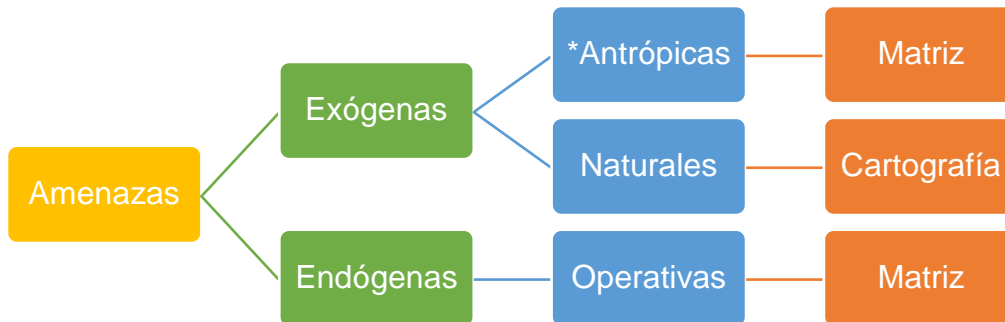 *Antrópicas
Matriz
Exógenas
Naturales
Cartografía
Amenazas
Endógenas
Operativas
Matriz